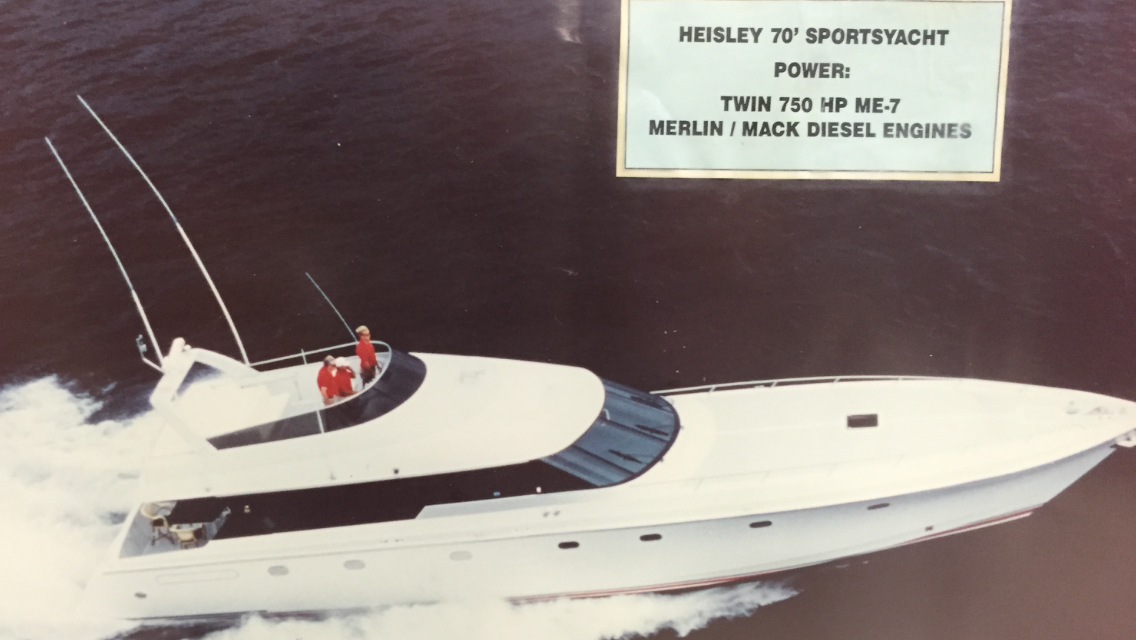 HEISLEY 70' SPORTSYACHT
POWER:
TWIN 750 HP ME-7
MERLIN / MACK DIESEL ENGINES